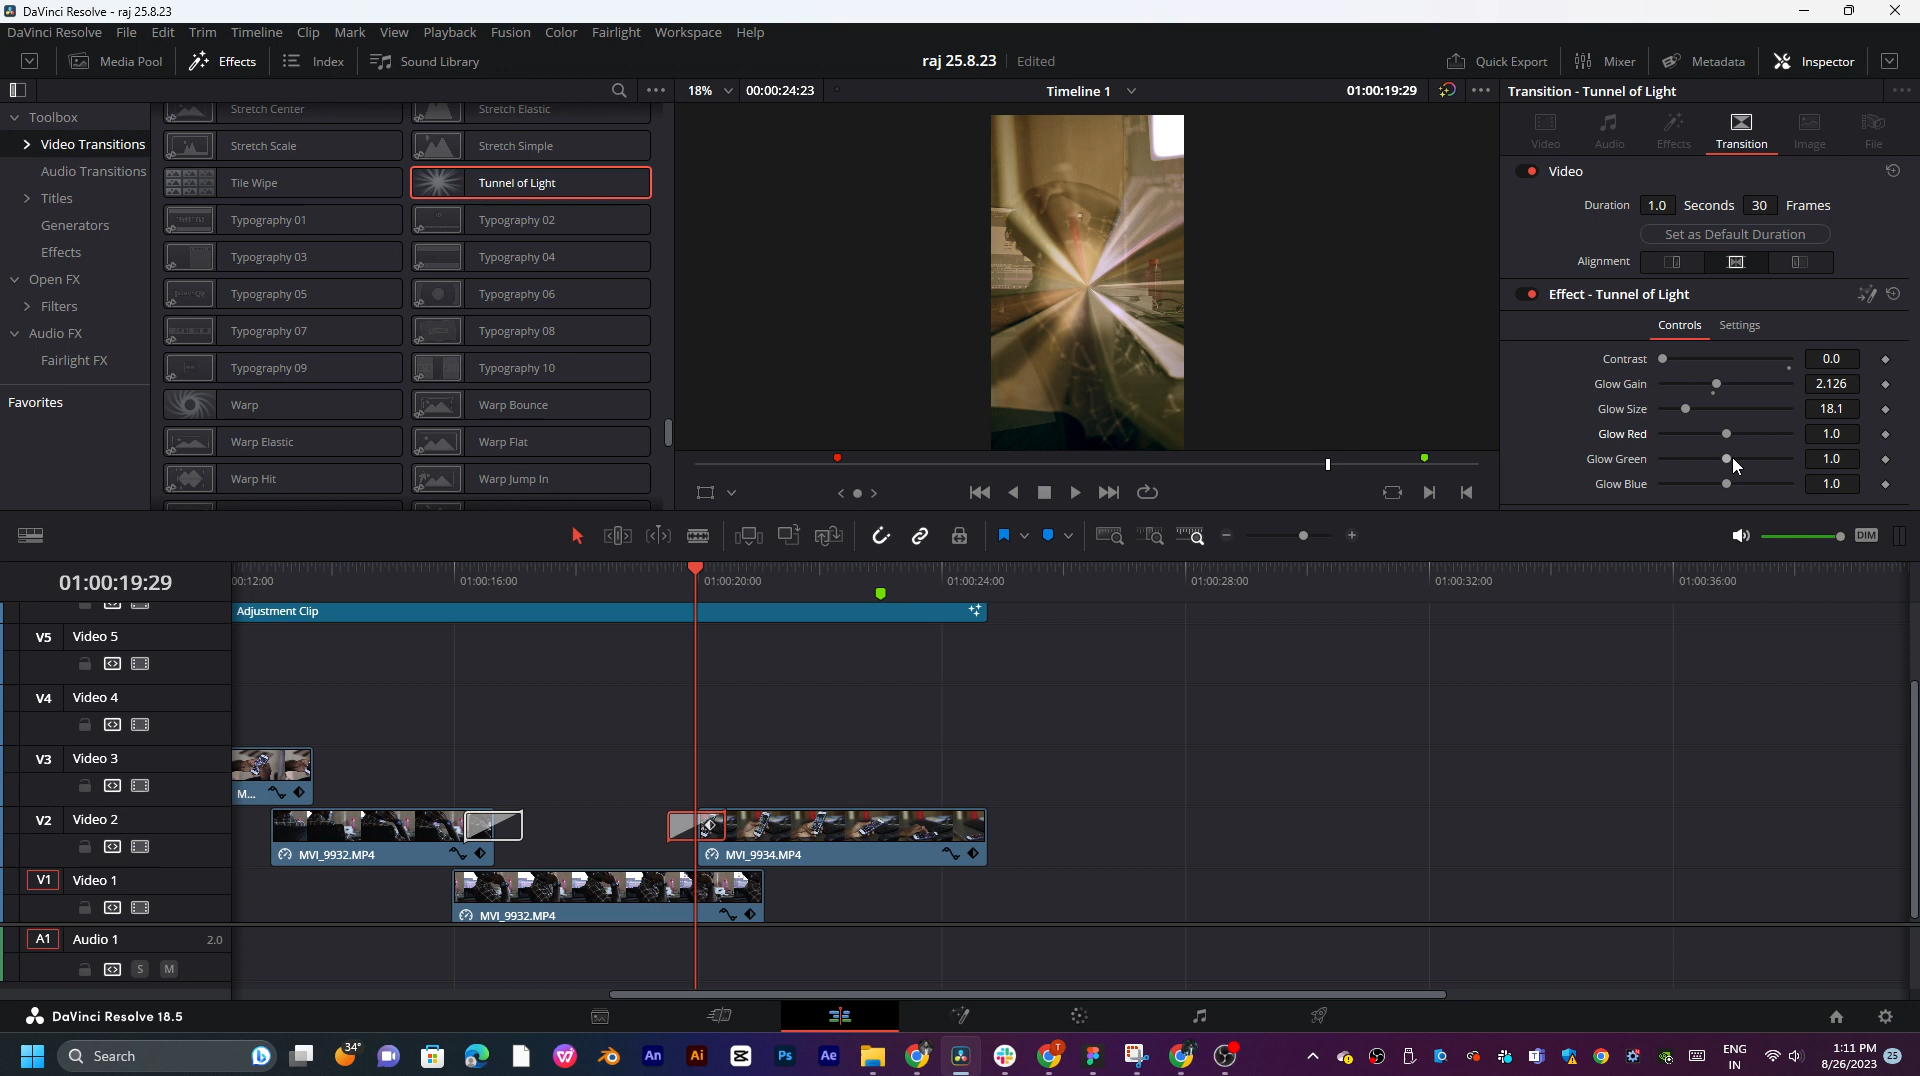 DaVinci Resolve - raj 25.8.23
DaVinci Resolve File Edit Trim Timeline Clip Mark View Playback Fusion Color Fairlight Workspace Help
Media Pool Effects Index Sound Library raj 25.8.23 Edited Quick Export Mixer Metadata Inspector
18% 00:00:24:23 Timeline 1 01:00:19:29 Transition - Tunnel of Light
Toolbox
Video Transitions
Audio Transitions
Titles
Generators
Effects
Open FX
Filters
Audio FX
Fairlight FX
Favorites
Stretch Center Stretch Elastic
Stretch Scale Stretch Simple
Tile Wipe Tunnel of Light
Typography 01 Typography 02
Typography 03 Typography 04
Typography 05 Typography 06
Typography 07 Typography 08
Typography 09 Typography 10
Warp Warp Bounce
Warp Elastic Warp Flat
Warp Hit Warp Jump In
Video Audio Effects Transition Image File
Video
Duration 1.0 Seconds 30 Frames
Set as Default Duration
Alignment
Effect - Tunnel of Light
Controls Settings
Contrast 0.0
Glow Gain 2.126
Glow Size 18.1
Glow Red 1.0
Glow Green 1.0
Glow Blue 1.0
DIM
01:00:19:29
00:12:00 01:00:16:00 01:00:20:00 01:00:24:00 01:00:28:00 01:00:32:00 01:00:36:00
Adjustment Clip
V5 Video 5
V4 Video 4
V3 Video 3
M...
V2 Video 2
MVI_9932.MP4 MVI_9934.MP4
V1 Video 1
MVI_9932.MP4
A1 Audio 1 2.0
S M
DaVinci Resolve 18.5
Search 34° An Ai Ps Ae ENG IN 1:11 PM 8/26/2023 25